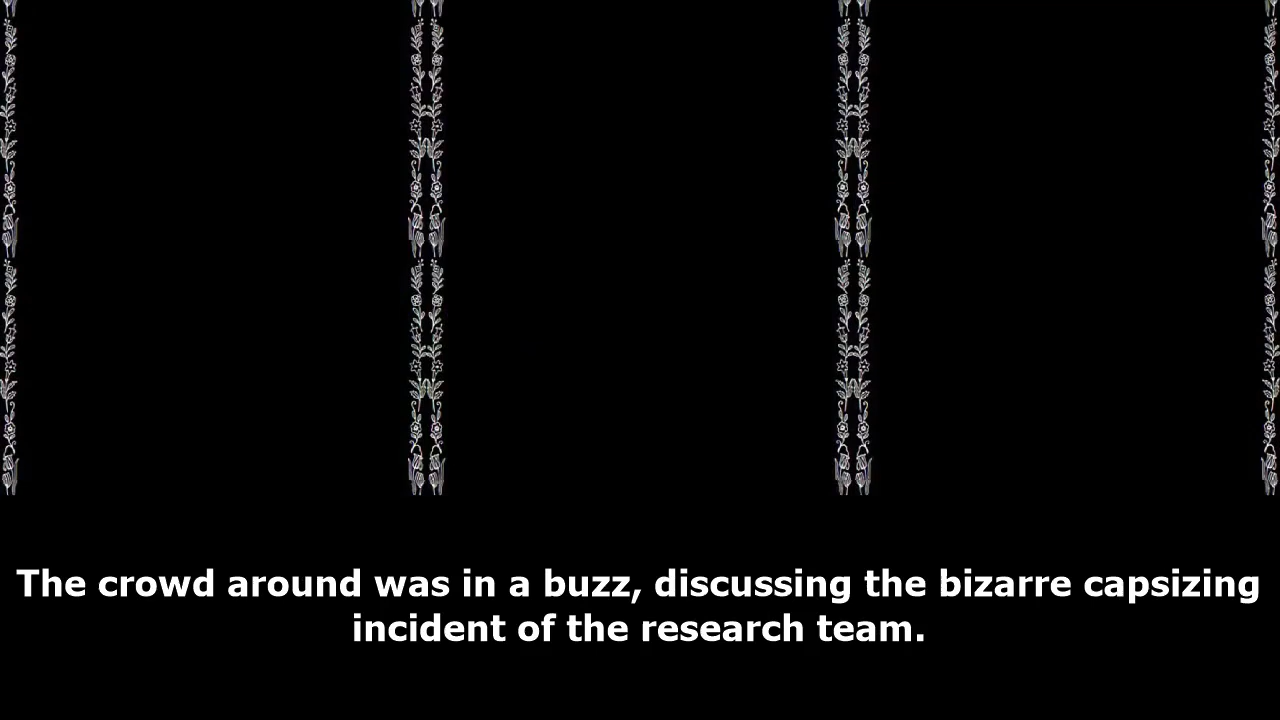 The crowd around was in a buzz, discussing the bizarre capsizing
incident of the research team.